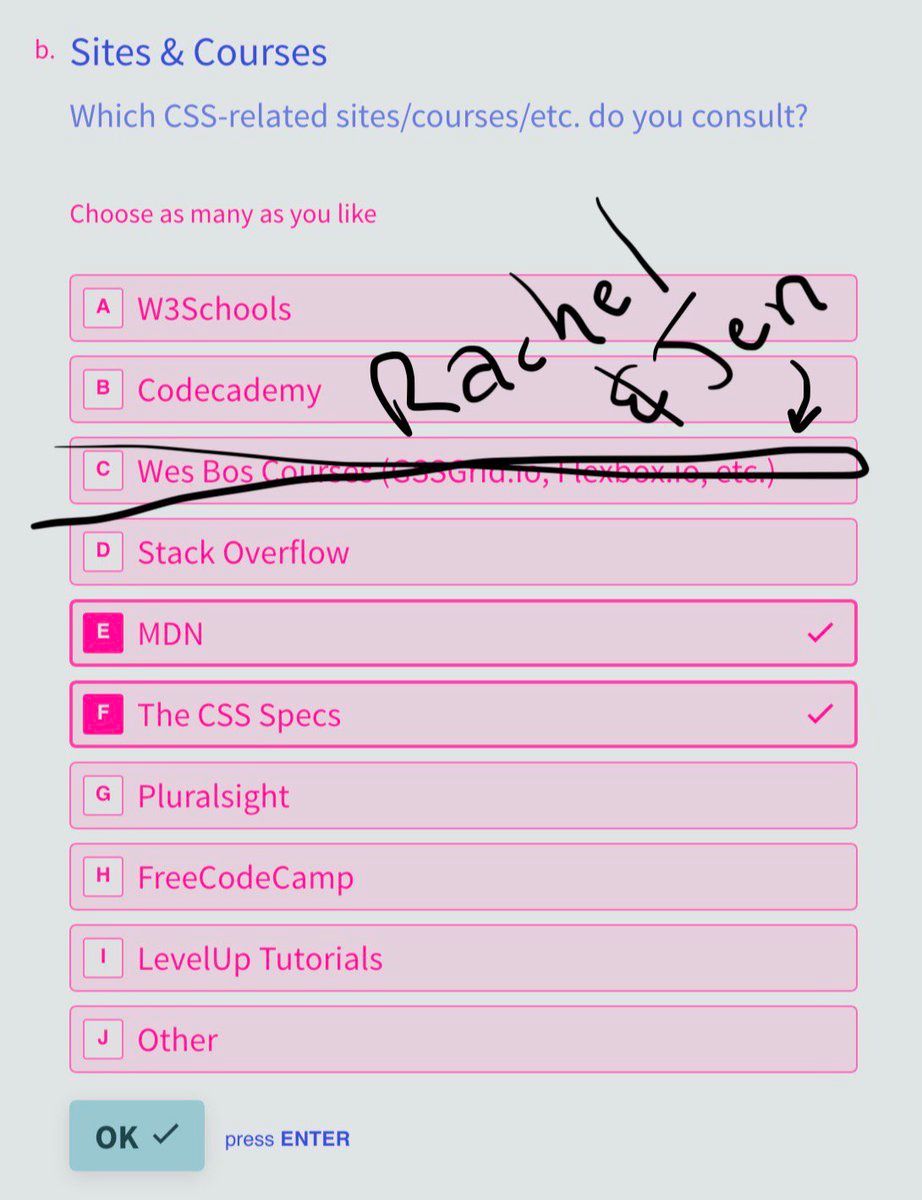 b. Sites & Courses
Which CSS-related sites/courses/etc. do you consult?
Choose as many as you like
Rachel
& Jen
A W3Schools
B Codecademy
C Wes Bos Courses (CSSGrid.io, Flexbox.io, etc.)
D Stack Overflow
E MDN
F The CSS Specs
G Pluralsight
H FreeCodeCamp
I LevelUp Tutorials
J Other
OK press ENTER